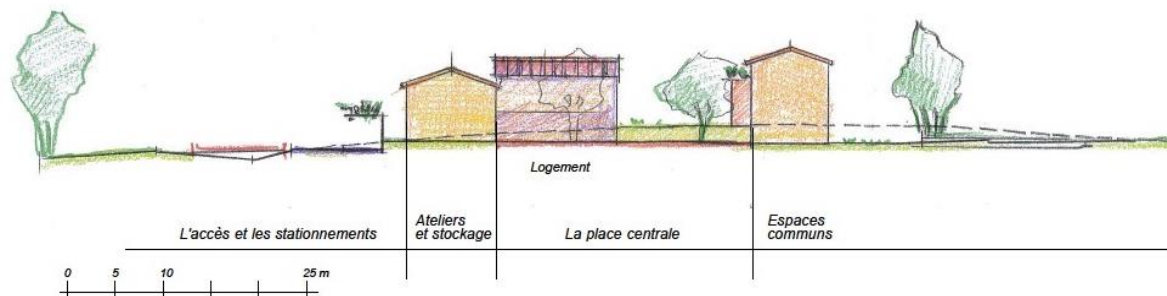 Logement
L'accès et les stationnements
Ateliers
et stockage
La place centrale
Espaces
communs
0 5 10 25 m